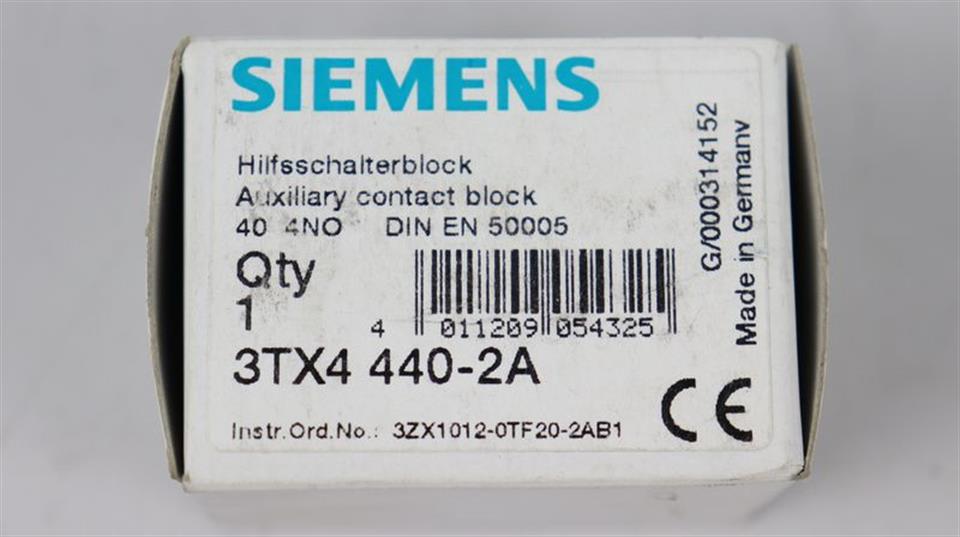 SIEMENS
Hilfsschalterblock
Auxiliary contact block
40 4NO DIN EN 50005
Qty
1
4 011209 054325
3TX4 440-2A
Instr.Ord.No.: 3ZX1012-0TF20-2AB1
CE
G/000314152
Made in Germany